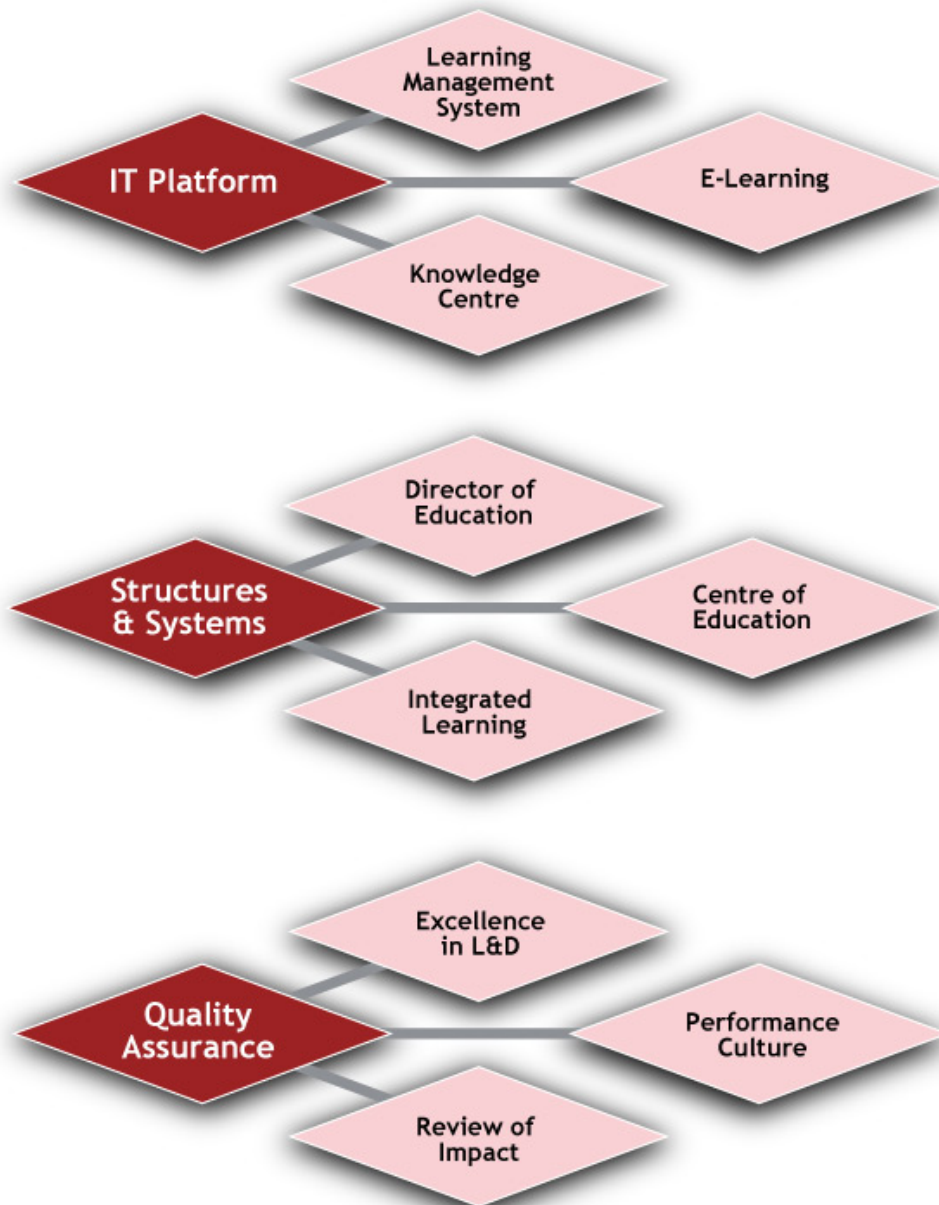 Learning
Management
System
IT Platform
E-Learning
Knowledge
Centre
Director of
Education
Structures
& Systems
Centre of
Education
Integrated
Learning
Excellence
in L&D
Quality
Assurance
Performance
Culture
Review of
Impact